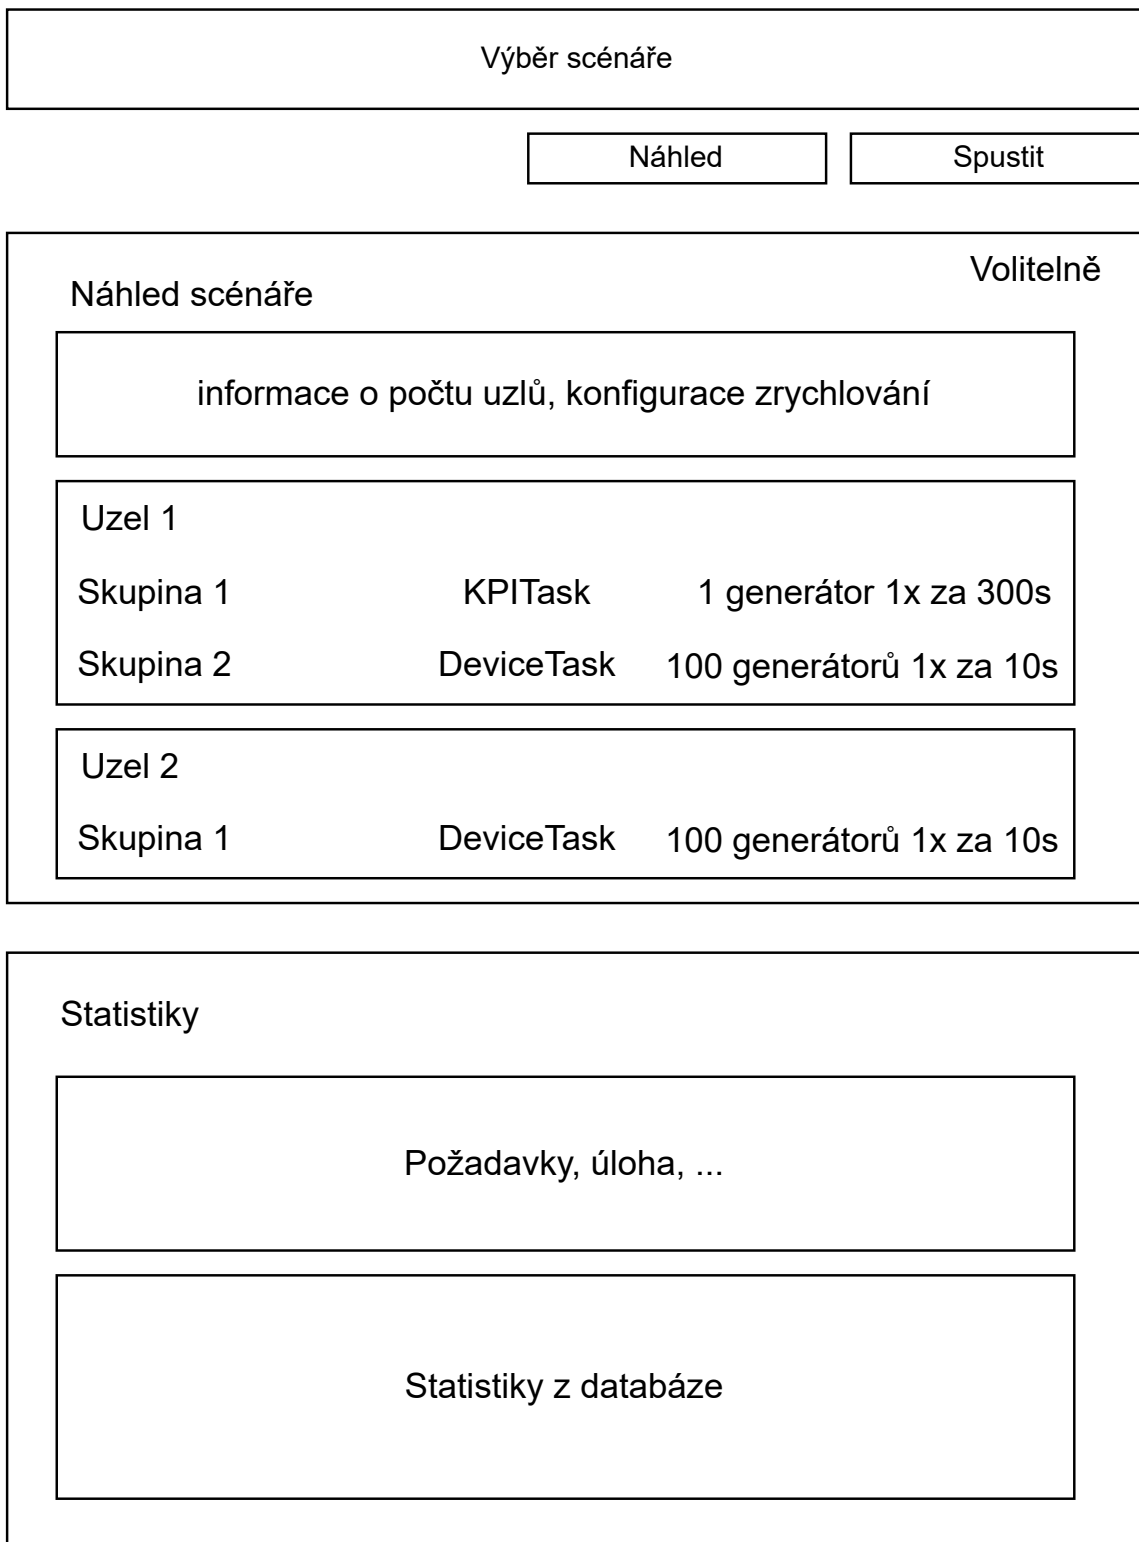 Výběr scénáře
Náhled
Spustit
Volitelně
Náhled scénáře
informace o počtu uzlů, konfigurace zrychlování
Uzel 1
Skupina 1 KPITask 1 generátor 1x za 300s
Skupina 2 DeviceTask 100 generátorů 1x za 10s
Uzel 2
Skupina 1 DeviceTask 100 generátorů 1x za 10s
Statistiky
Požadavky, úloha, ...
Statistiky z databáze